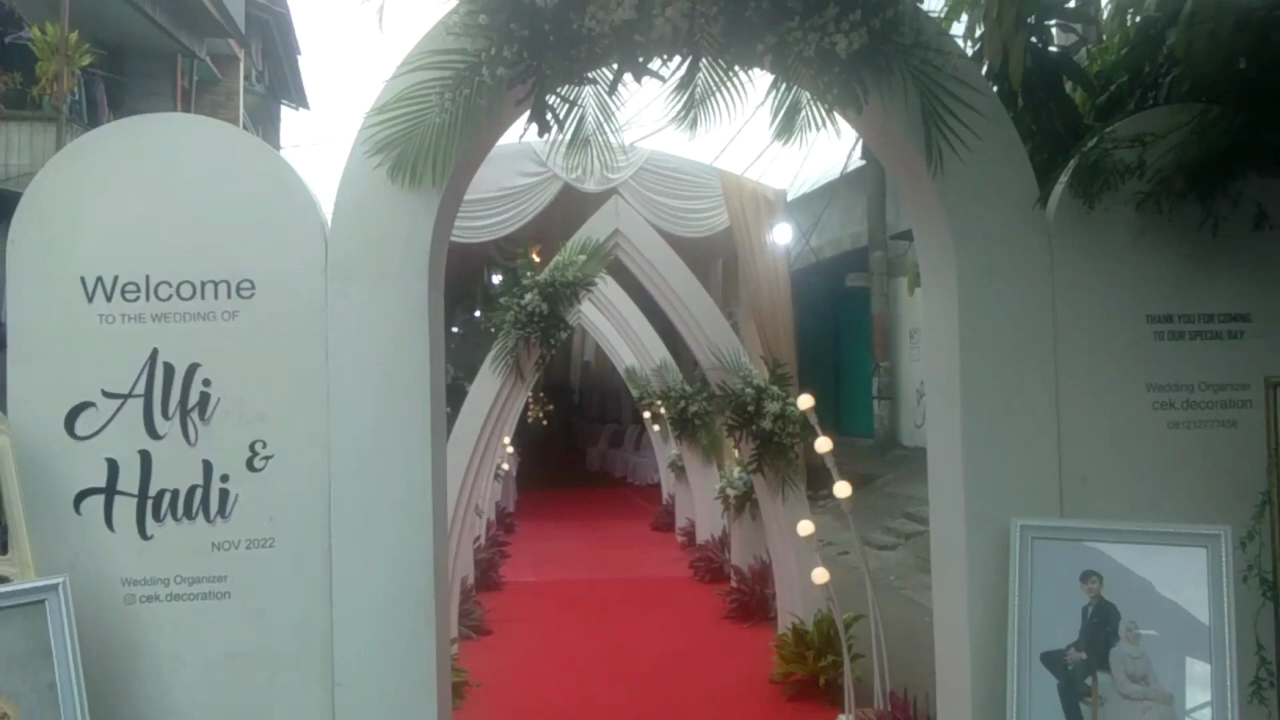 Welcome
TO THE WEDDING OF
Alfi
&
Hadi
NOV 2022
Wedding Organizer
cek.decoration
THANK YOU FOR COMING
TO OUR SPECIAL DAY
Wedding Organizer
cek.decoration